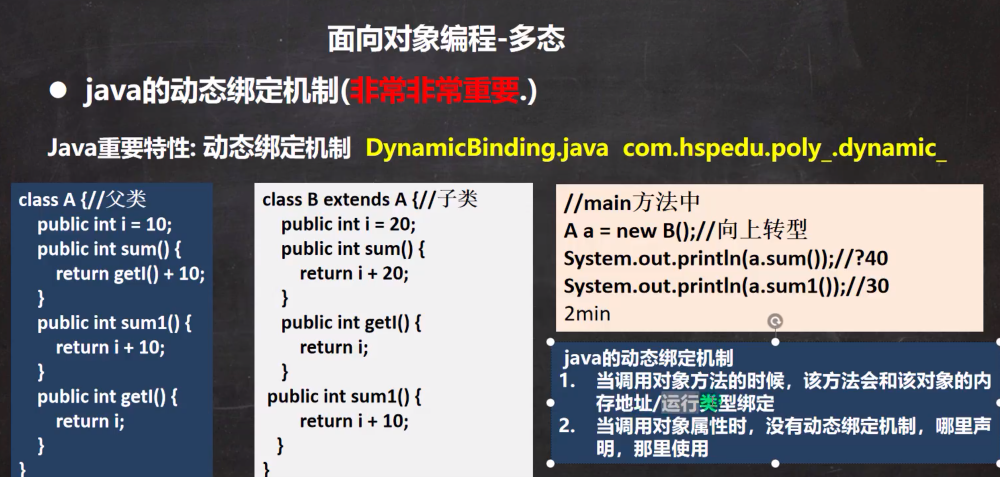 面向对象编程-多态
● java的动态绑定机制(非常非常重要.)
Java重要特性: 动态绑定机制 DynamicBinding.java com.hspedu.poly_.dynamic_
class A {//父类
public int i = 10;
public int sum() {
return getI() + 10;
}
public int sum1() {
return i + 10;
}
public int getI() {
return i;
}
}
class B extends A {//子类
public int i = 20;
public int sum() {
return i + 20;
}
public int getI() {
return i;
}
public int sum1() {
return i + 10;
}
}
//main方法中
A a = new B();//向上转型
System.out.println(a.sum());//?40
System.out.println(a.sum1());//30
2min
java的动态绑定机制
1. 当调用对象方法的时候，该方法会和该对象的内
存地址/运行类型绑定
2. 当调用对象属性时，没有动态绑定机制，哪里声
明，那里使用